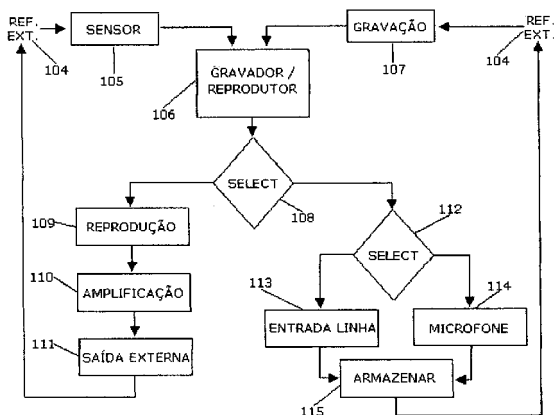 REF.
EXT.
104
SENSOR
105
GRAVAÇÃO
107
REF.
EXT.
104
GRAVADOR /
REPRODUTOR
106
SELECT
108
112
SELECT
109
REPRODUÇÃO
110
AMPLIFICAÇÃO
111
SAÍDA EXTERNA
113
ENTRADA LINHA
114
MICROFONE
ARMAZENAR
115